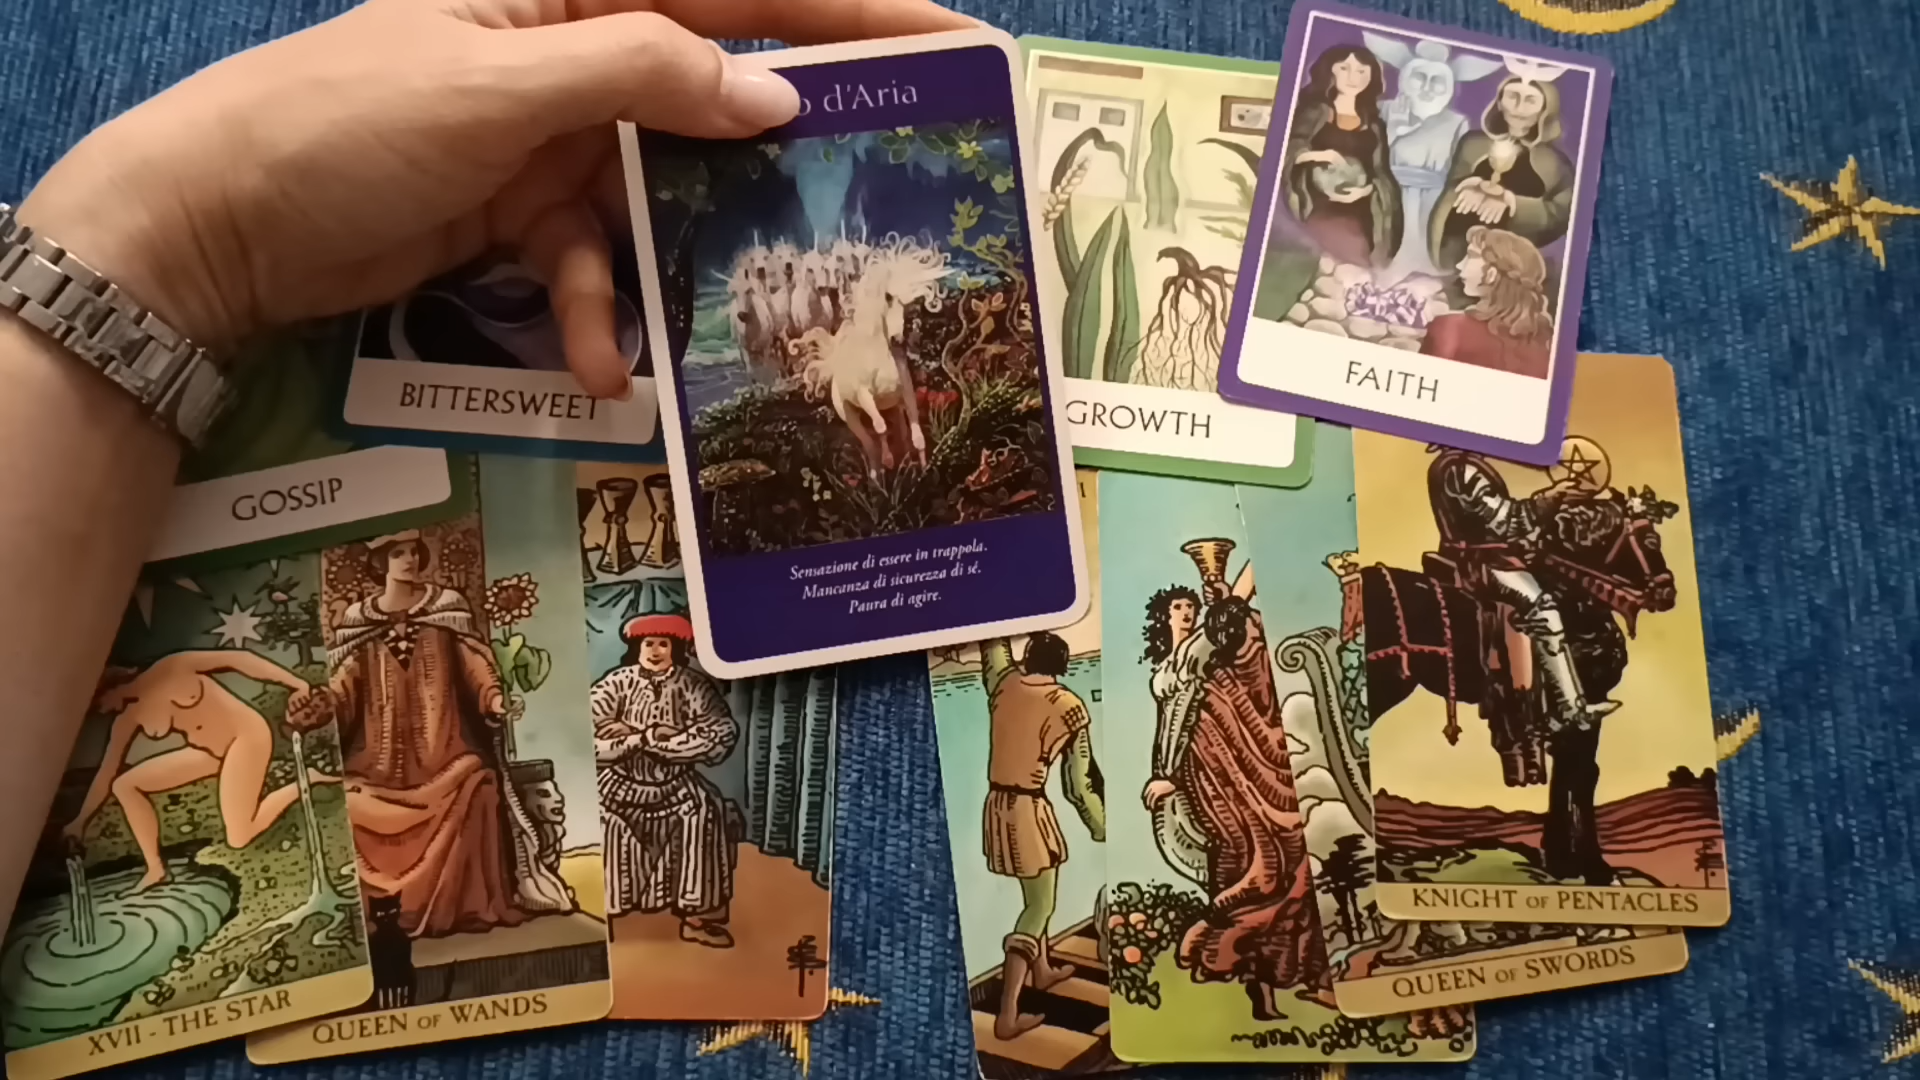 d'Aria
FAITH
BITTERSWEET
GROWTH
GOSSIP
Sensazione di essere in trappola.
Mancanza di sicurezza di sé.
Paura di agire.
KNIGHT OF PENTACLES
QUEEN OF SWORDS
XVII - THE STAR
QUEEN OF WANDS